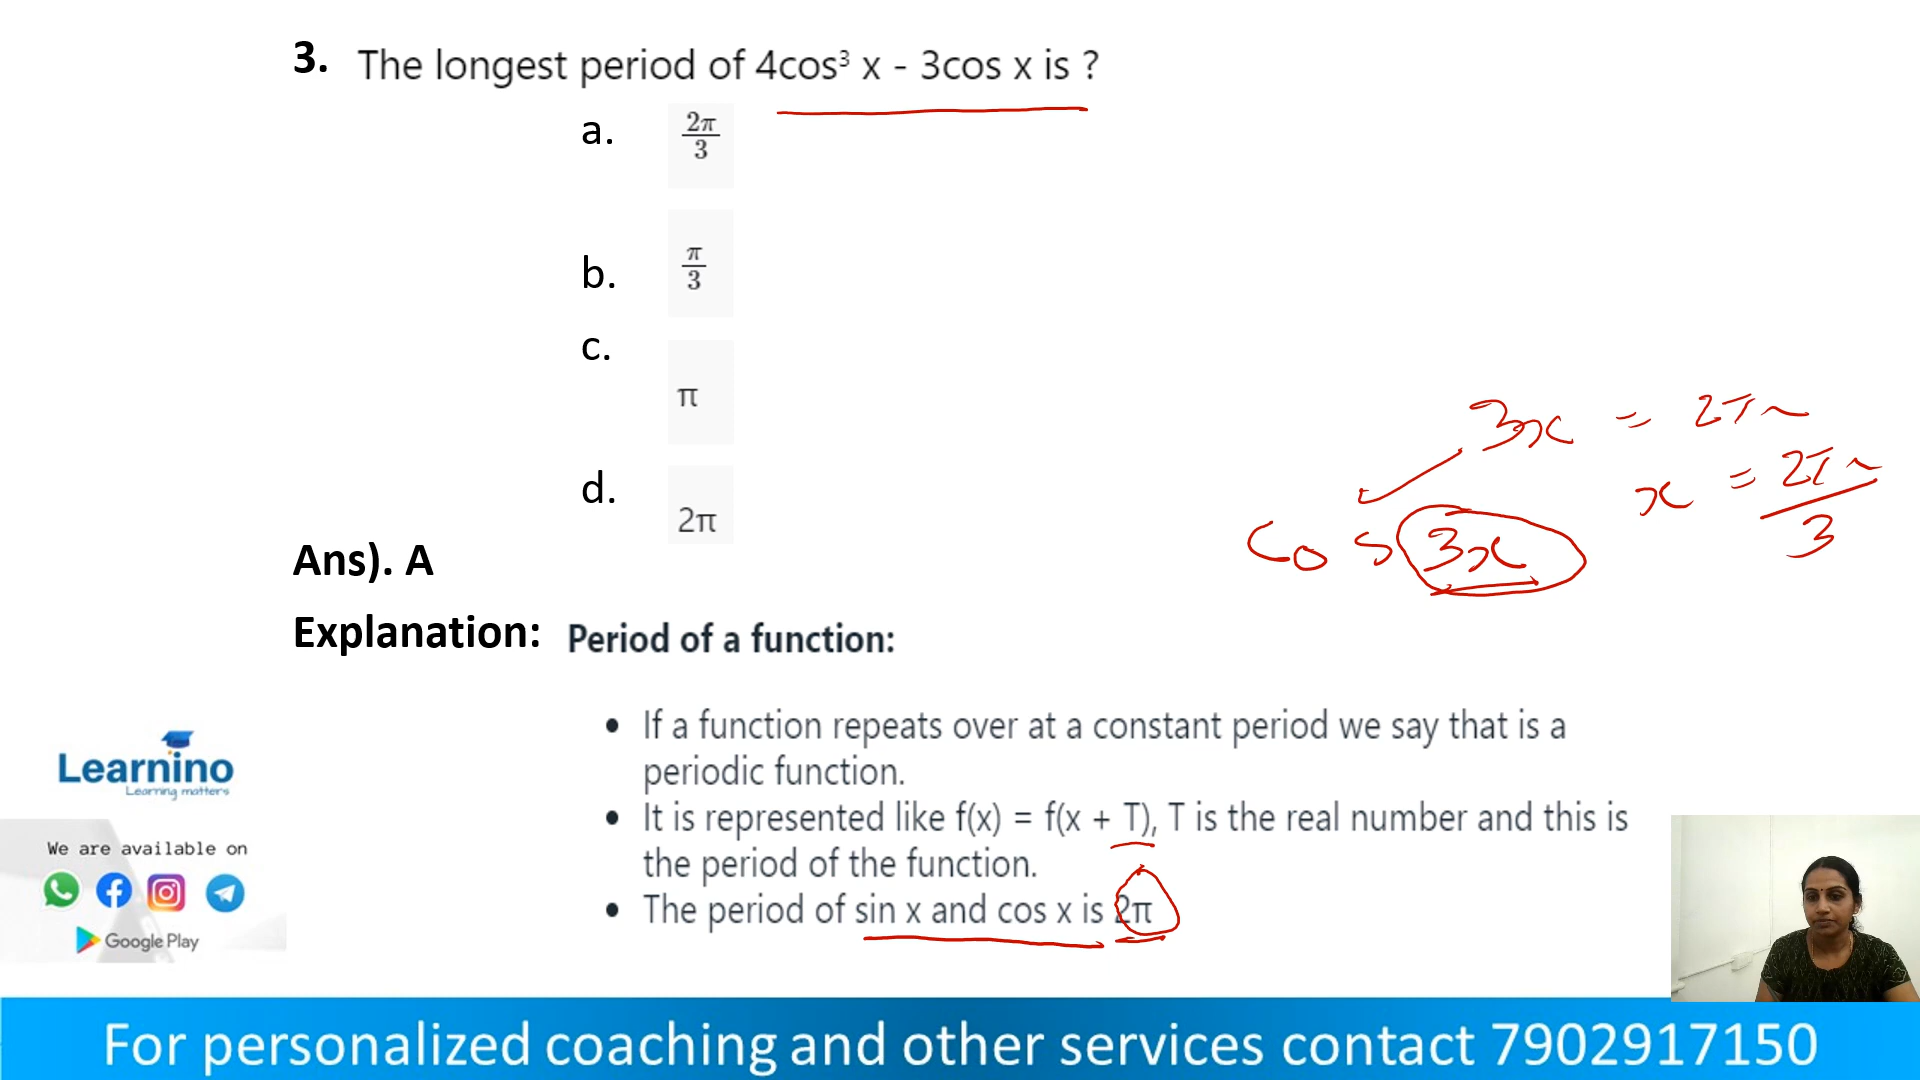 3. The longest period of 4cos³ x - 3cos x is ?
a. 2π/3
b. π/3
c. π
d. 2π
3x = 2π
x = 2π/3
cos 3x
Ans). A
Explanation: Period of a function:
• If a function repeats over at a constant period we say that is a
periodic function.
• It is represented like f(x) = f(x + T), T is the real number and this is
the period of the function.
• The period of sin x and cos x is 2π
Learnino
Learning matters
We are available on
Google Play
For personalized coaching and other services contact 7902917150